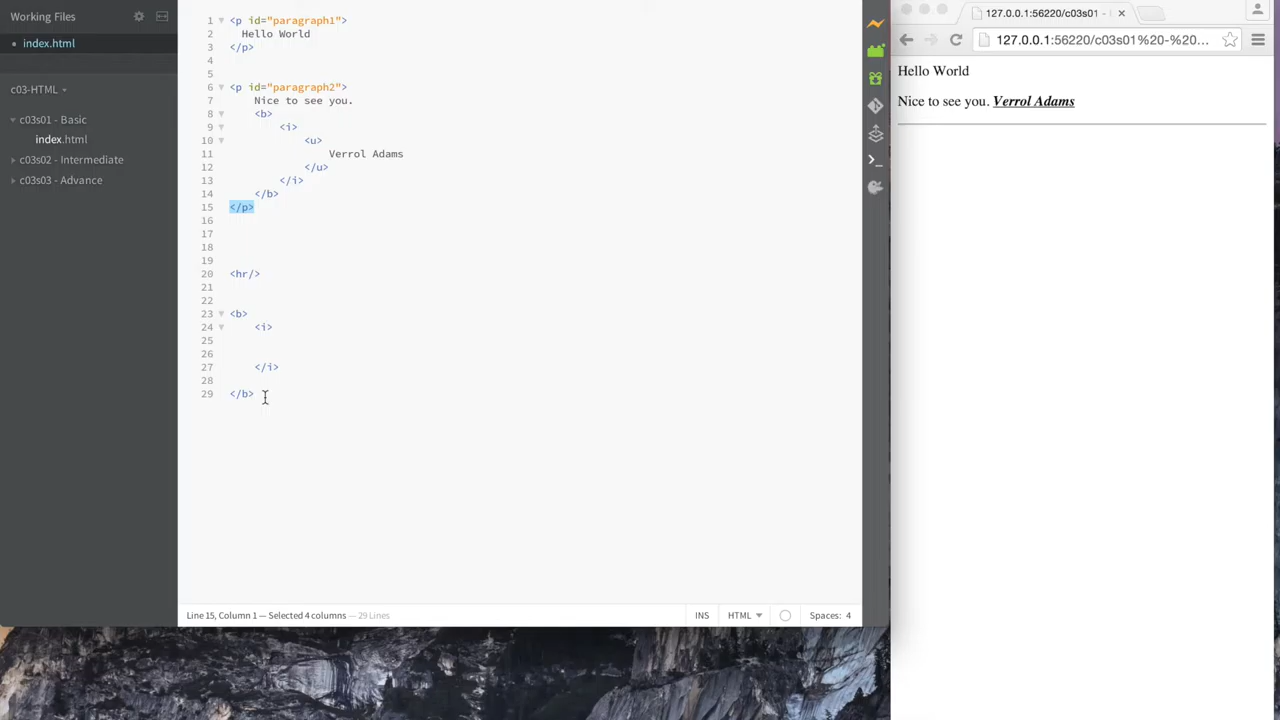 Working Files
index.html
c03-HTML
c03s01 - Basic
index.html
c03s02 - Intermediate
c03s03 - Advance
1 <p id="paragraph1">
2 Hello World
3 </p>
4
5
6 <p id="paragraph2">
7 Nice to see you.
8 <b>
9 <i>
10 <u>
11 Verrol Adams
12 </u>
13 </i>
14 </b>
15 </p>
16
17
18
19
20 <hr/>
21
22
23 <b>
24 <i>
25
26
27 </i>
28
29 </b>
Line 15, Column 1 — Selected 4 columns — 29 Lines
INS HTML Spaces: 4
127.0.0.1:56220/c03s01 -
127.0.0.1:56220/c03s01%20-%20...
Hello World
Nice to see you. Verrol Adams